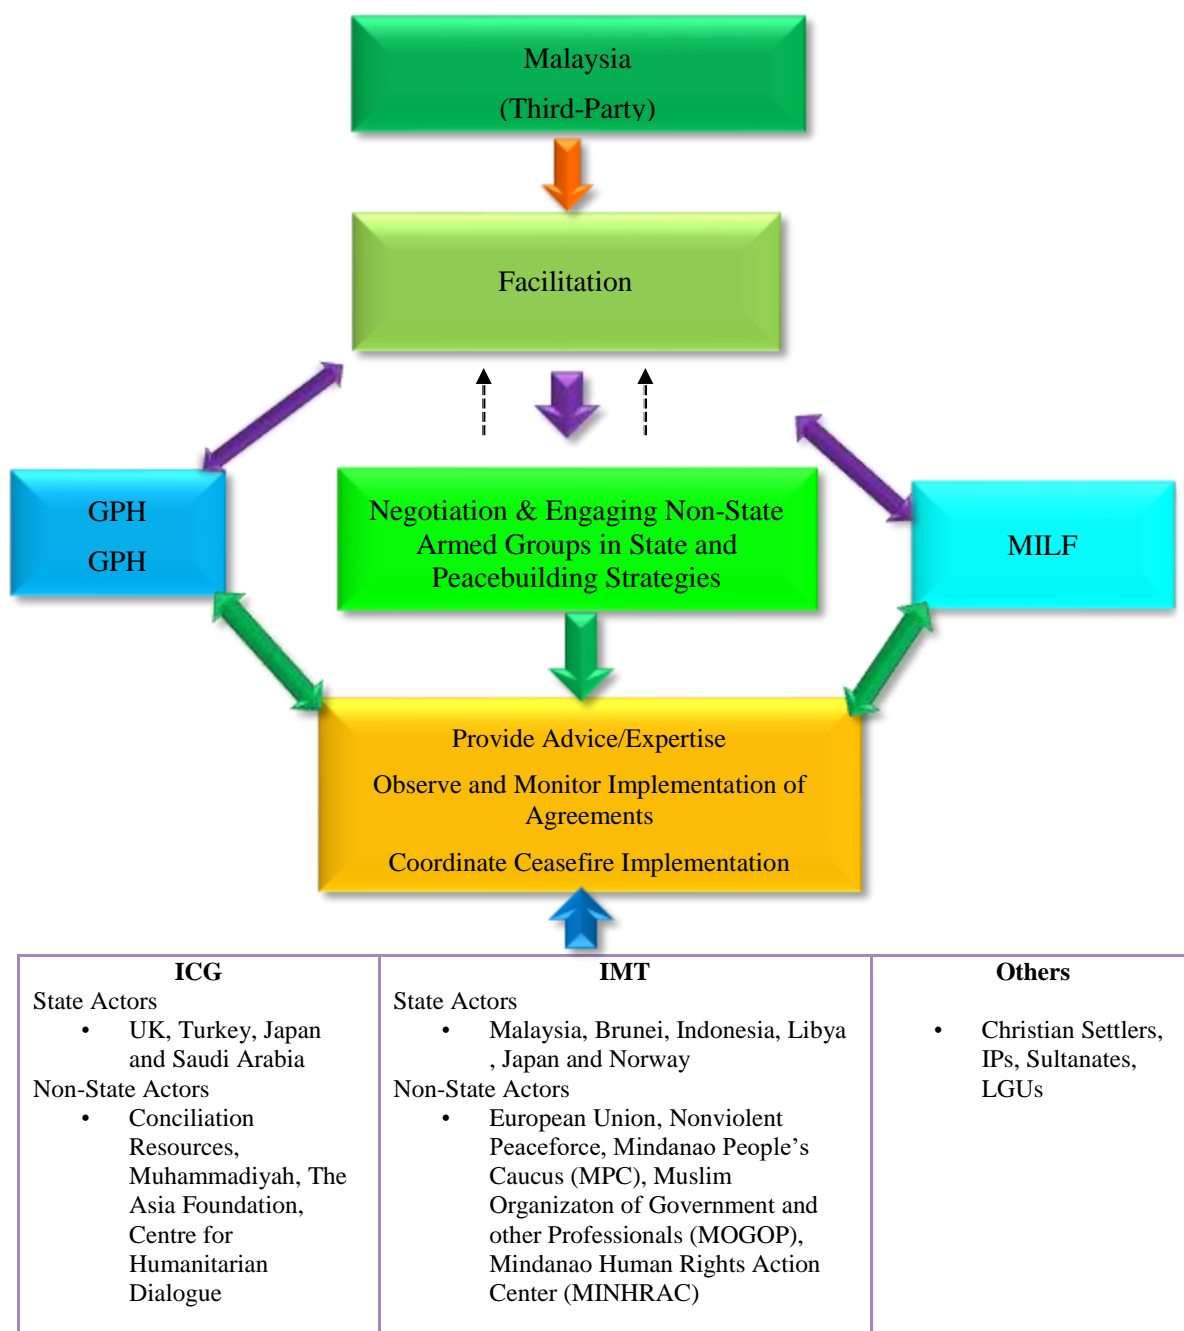 Malaysia
(Third-Party)
Facilitation
GPH
GPH
Negotiation & Engaging Non-State
Armed Groups in State and
Peacebuilding Strategies
MILF
Provide Advice/Expertise
Observe and Monitor Implementation of
Agreements
Coordinate Ceasefire Implementation
ICG
State Actors
• UK, Turkey, Japan
and Saudi Arabia
Non-State Actors
• Conciliation
Resources,
Muhammadiyah, The
Asia Foundation,
Centre for
Humanitarian
Dialogue
IMT
State Actors
• Malaysia, Brunei, Indonesia, Libya
, Japan and Norway
Non-State Actors
• European Union, Nonviolent
Peaceforce, Mindanao People’s
Caucus (MPC), Muslim
Organizaton of Government and
other Professionals (MOGOP),
Mindanao Human Rights Action
Center (MINHRAC)
Others
• Christian Settlers,
IPs, Sultanates,
LGUs